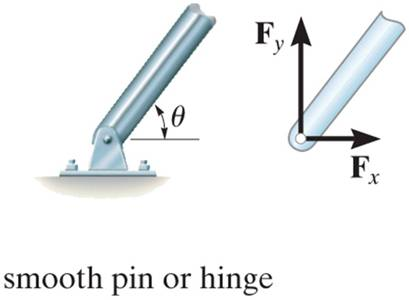 θ
F_y
F_x
smooth pin or hinge